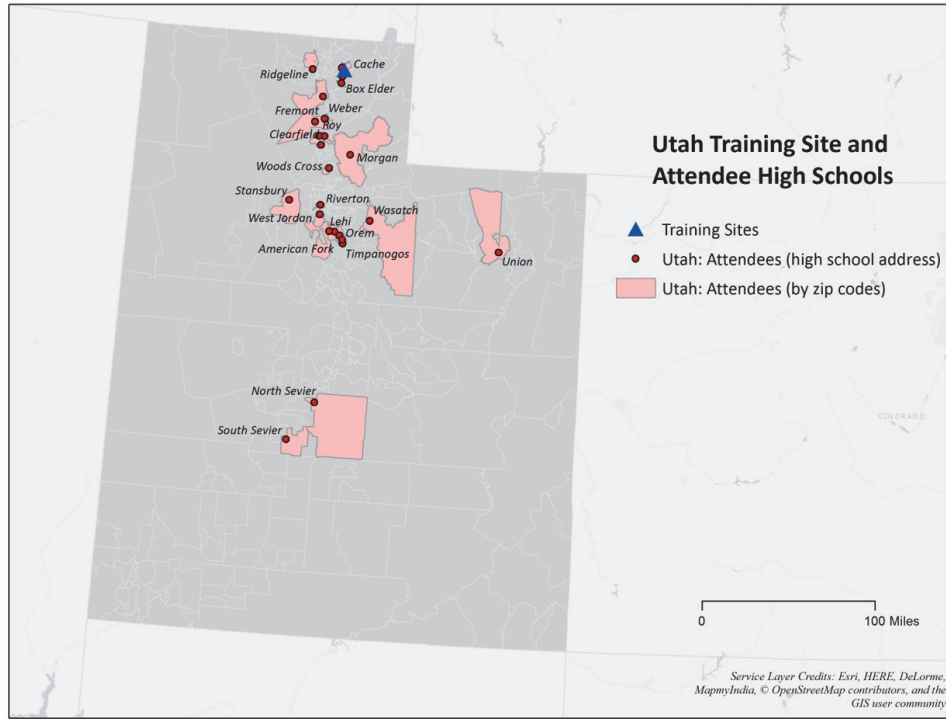 Utah Training Site and
Attendee High Schools
Training Sites
Utah: Attendees (high school address)
Utah: Attendees (by zip codes)
Cache
Ridgeline
Box Elder
Fremont
Weber
Roy
Clearfield
Morgan
Woods Cross
Stansbury
Riverton
Wasatch
West Jordan
Lehi
Orem
American Fork
Timpanogos
Union
North Sevier
South Sevier
COLORADO
0
100 Miles
Service Layer Credits: Esri, HERE, DeLorme,
MapmyIndia, © OpenStreetMap contributors, and the
GIS user community